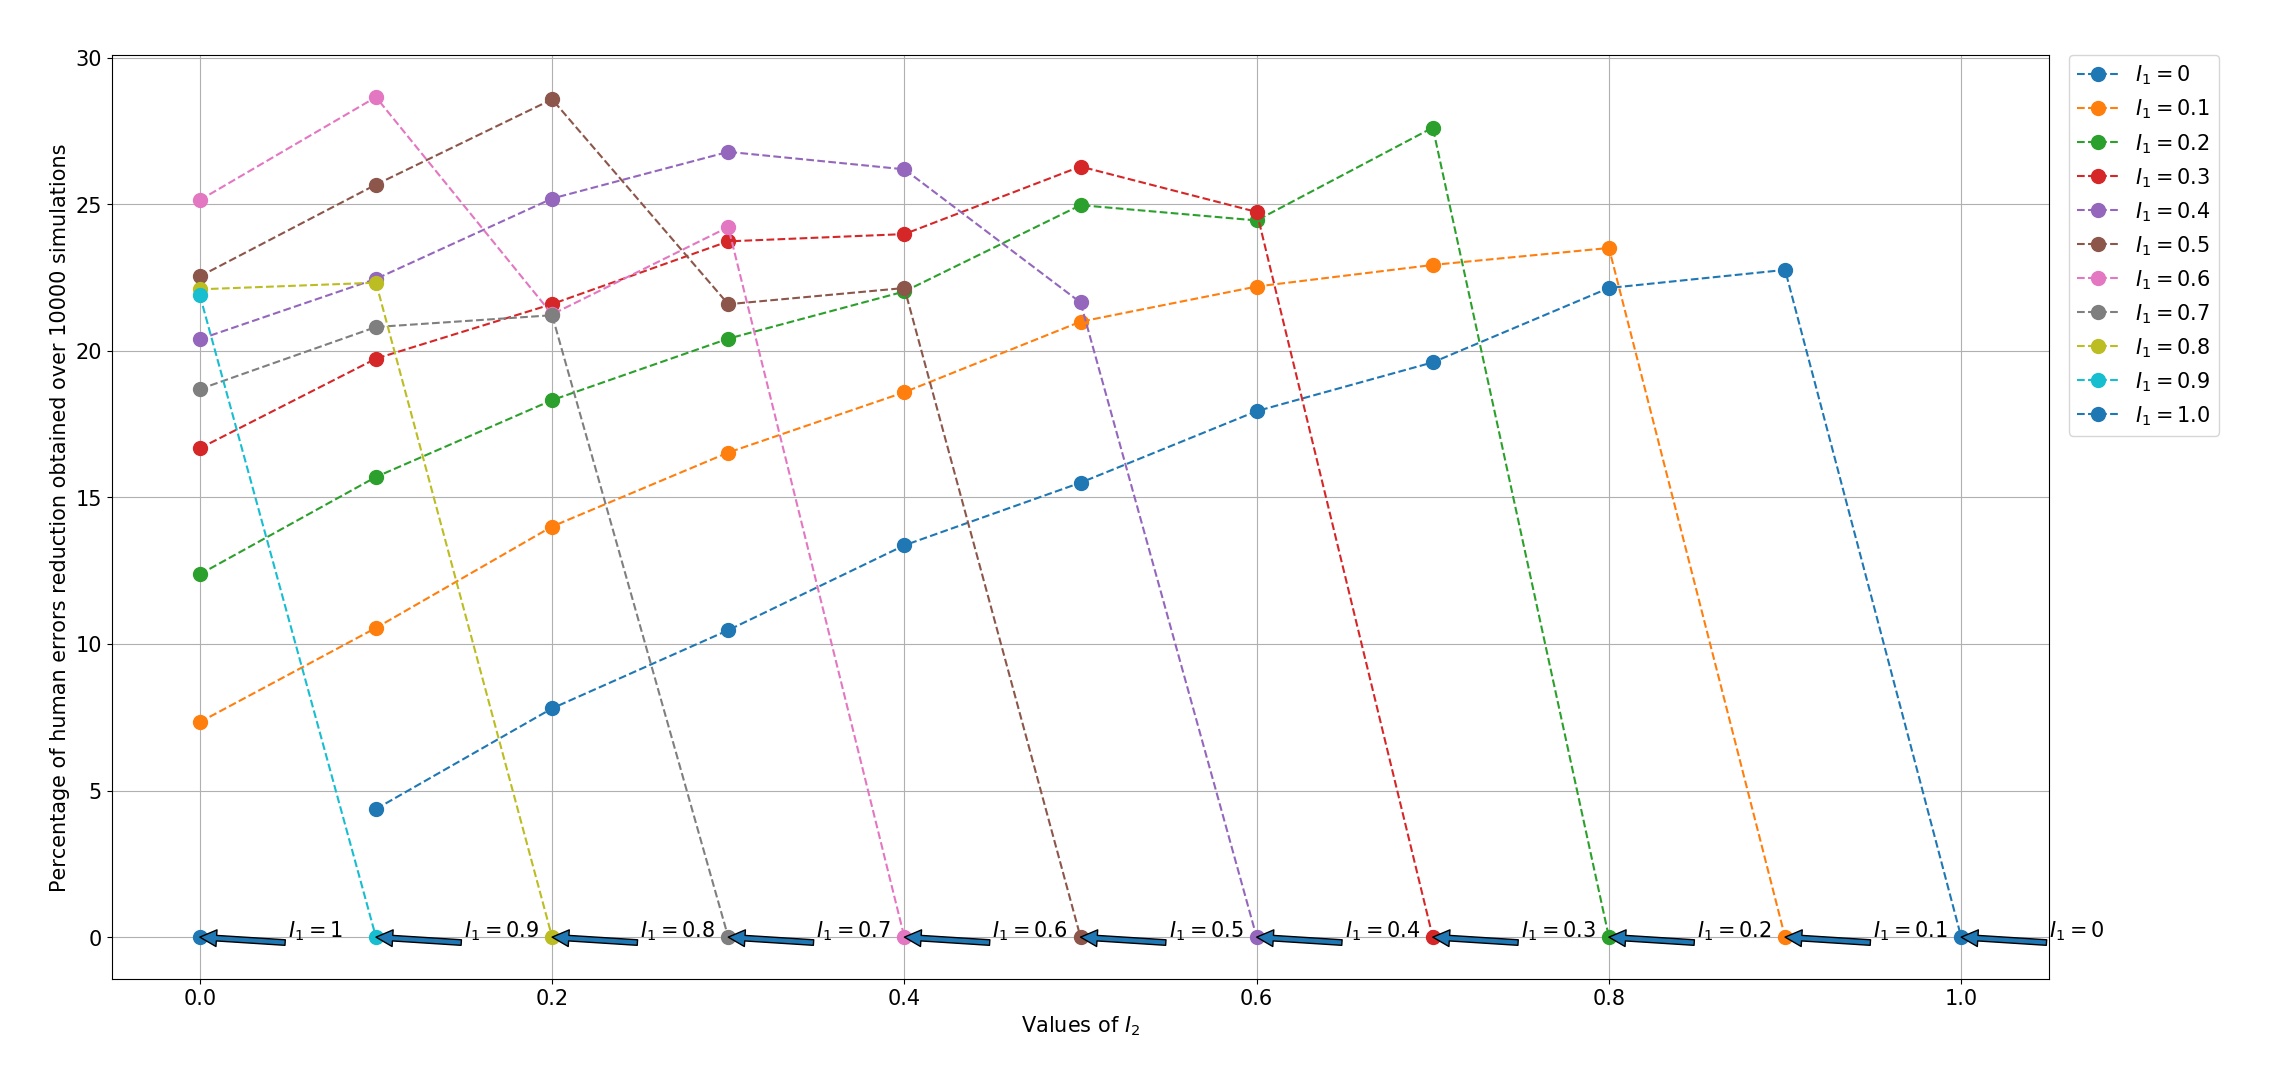 Percentage of human errors reduction obtained over 10000 simulations
30
25
20
15
10
5
0
I₁ = 1
I₁ = 0.9
I₁ = 0.8
I₁ = 0.7
I₁ = 0.6
I₁ = 0.5
I₁ = 0.4
I₁ = 0.3
I₁ = 0.2
I₁ = 0.1
I₁ = 0
0.0 0.2 0.4 0.6 0.8 1.0
Values of I₂
I₁ = 0
I₁ = 0.1
I₁ = 0.2
I₁ = 0.3
I₁ = 0.4
I₁ = 0.5
I₁ = 0.6
I₁ = 0.7
I₁ = 0.8
I₁ = 0.9
I₁ = 1.0